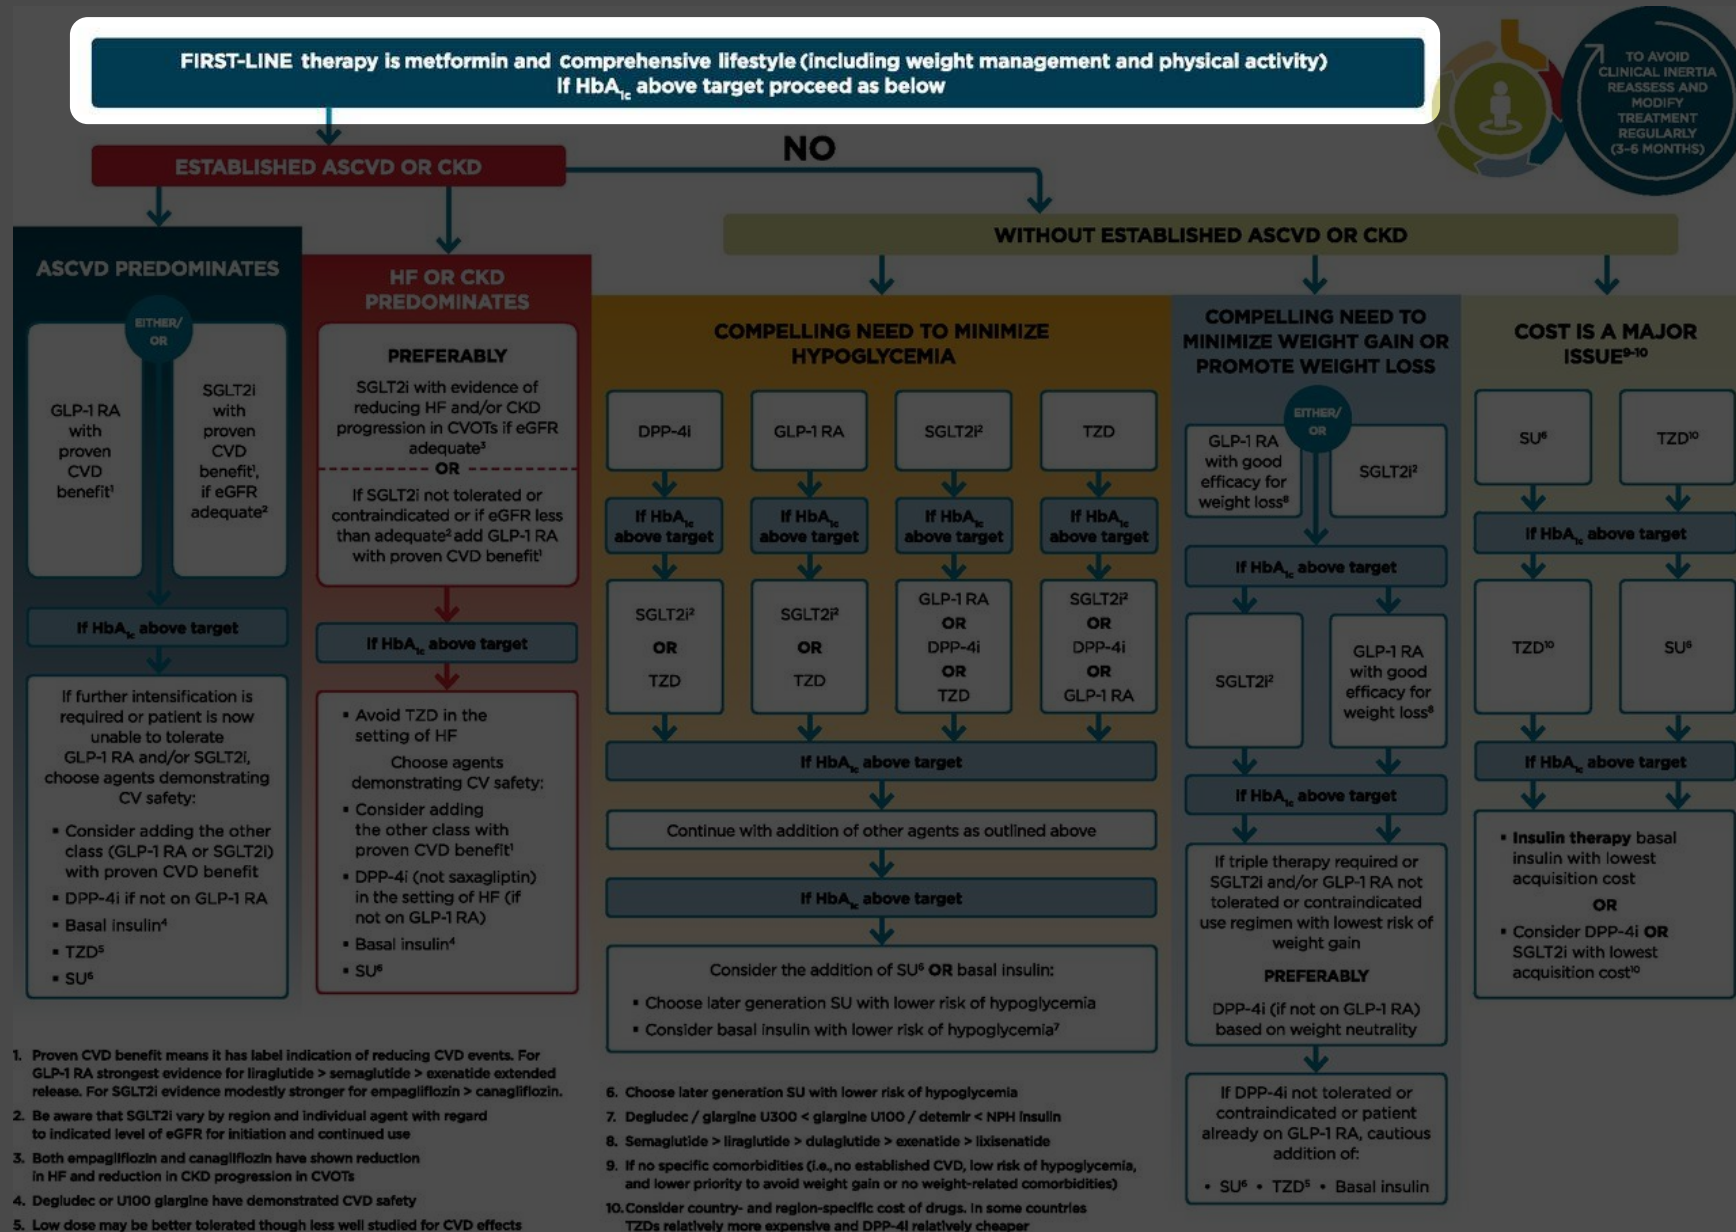 FIRST-LINE therapy is metformin and comprehensive lifestyle (including weight management and physical activity)
If HbA1c above target proceed as below
TO AVOID
CLINICAL INERTIA
REASSESS AND
MODIFY
TREATMENT
REGULARLY
(3-6 MONTHS)
ESTABLISHED ASCVD OR CKD
NO
WITHOUT ESTABLISHED ASCVD OR CKD
ASCVD PREDOMINATES
EITHER/
OR
GLP-1 RA
with
proven
CVD
benefit¹
SGLT2i
with
proven
CVD
benefit¹,
if eGFR
adequate²
If HbA1c above target
If further intensification is
required or patient is now
unable to tolerate
GLP-1 RA and/or SGLT2i,
choose agents demonstrating
CV safety:
▪ Consider adding the other
class (GLP-1 RA or SGLT2i)
with proven CVD benefit
▪ DPP-4i if not on GLP-1 RA
▪ Basal insulin⁴
▪ TZD⁵
▪ SU⁶
HF OR CKD
PREDOMINATES
PREFERABLY
SGLT2i with evidence of
reducing HF and/or CKD
progression in CVOTs if eGFR
adequate³
OR
If SGLT2i not tolerated or
contraindicated or if eGFR less
than adequate² add GLP-1 RA
with proven CVD benefit¹
If HbA1c above target
▪ Avoid TZD in the
setting of HF
Choose agents
demonstrating CV safety:
▪ Consider adding
the other class with
proven CVD benefit¹
▪ DPP-4i (not saxagliptin)
in the setting of HF (if
not on GLP-1 RA)
▪ Basal insulin⁴
▪ SU⁶
COMPELLING NEED TO MINIMIZE
HYPOGLYCEMIA
DPP-4i
If HbA1c
above target
SGLT2i²
OR
TZD
GLP-1 RA
If HbA1c
above target
SGLT2i²
OR
TZD
SGLT2i²
If HbA1c
above target
GLP-1 RA
OR
DPP-4i
OR
TZD
TZD
If HbA1c
above target
SGLT2i²
OR
DPP-4i
OR
GLP-1 RA
If HbA1c above target
Continue with addition of other agents as outlined above
If HbA1c above target
Consider the addition of SU⁶ OR basal insulin:
▪ Choose later generation SU with lower risk of hypoglycemia
▪ Consider basal insulin with lower risk of hypoglycemia⁷
COMPELLING NEED TO
MINIMIZE WEIGHT GAIN OR
PROMOTE WEIGHT LOSS
EITHER/
OR
GLP-1 RA
with good
efficacy for
weight loss⁸
SGLT2i²
If HbA1c above target
SGLT2i²
GLP-1 RA
with good
efficacy for
weight loss⁸
If HbA1c above target
If triple therapy required or
SGLT2i and/or GLP-1 RA not
tolerated or contraindicated
use regimen with lowest risk of
weight gain
PREFERABLY
DPP-4i (if not on GLP-1 RA)
based on weight neutrality
If DPP-4i not tolerated or
contraindicated or patient
already on GLP-1 RA, cautious
addition of:
▪ SU⁶ ▪ TZD⁵ ▪ Basal insulin
COST IS A MAJOR
ISSUE⁹⁻¹⁰
SU⁶
TZD¹⁰
If HbA1c above target
TZD¹⁰
SU⁶
If HbA1c above target
▪ Insulin therapy basal
insulin with lowest
acquisition cost
OR
▪ Consider DPP-4i OR
SGLT2i with lowest
acquisition cost¹⁰
1. Proven CVD benefit means it has label indication of reducing CVD events. For
GLP-1 RA strongest evidence for liraglutide > semaglutide > exenatide extended
release. For SGLT2i evidence modestly stronger for empagliflozin > canagliflozin.
2. Be aware that SGLT2i vary by region and individual agent with regard
to indicated level of eGFR for initiation and continued use
3. Both empagliflozin and canagliflozin have shown reduction
in HF and reduction in CKD progression in CVOTs
4. Degludec or U100 glargine have demonstrated CVD safety
5. Low dose may be better tolerated though less well studied for CVD effects
6. Choose later generation SU with lower risk of hypoglycemia
7. Degludec / glargine U300 < glargine U100 / detemir < NPH insulin
8. Semaglutide > liraglutide > dulaglutide > exenatide > lixisenatide
9. If no specific comorbidities (i.e., no established CVD, low risk of hypoglycemia,
and lower priority to avoid weight gain or no weight-related comorbidities)
10. Consider country- and region-specific cost of drugs. In some countries
TZDs relatively more expensive and DPP-4i relatively cheaper